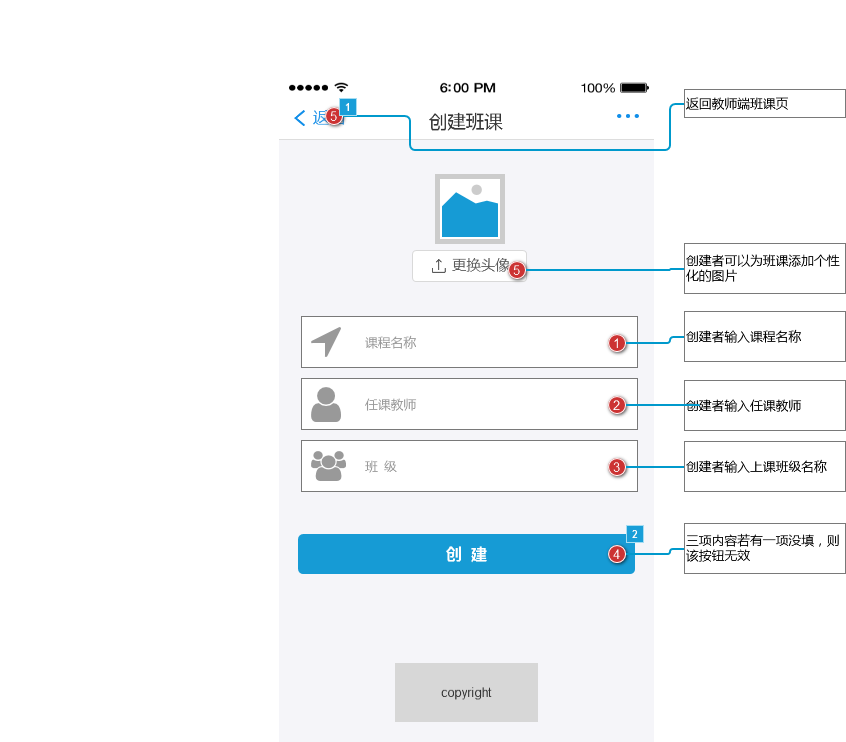 6:00 PM
100%
1
返
5
创建班课
返回教师端班课页
更换头像
5
创建者可以为班课添加个性
化的图片
课程名称
1
创建者输入课程名称
任课教师
2
创建者输入任课教师
班 级
3
创建者输入上课班级名称
2
创 建
4
三项内容若有一项没填，则
该按钮无效
copyright